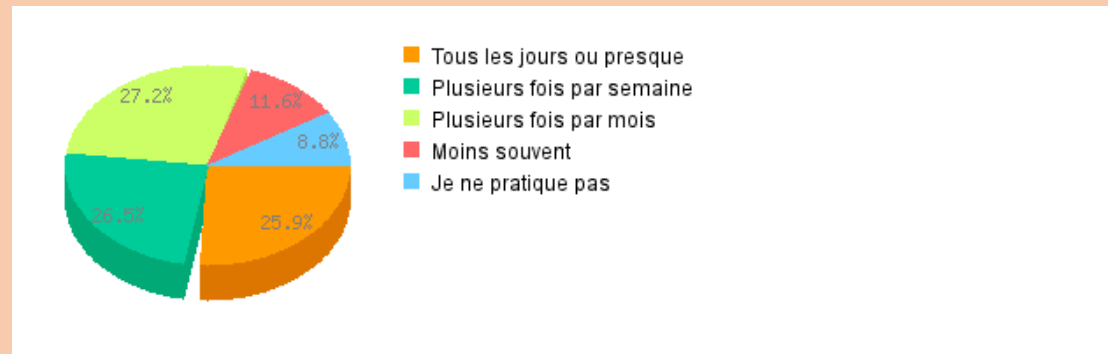 Tous les jours ou presque
Plusieurs fois par semaine
Plusieurs fois par mois
Moins souvent
Je ne pratique pas
27.2%
11.6%
8.8%
26.5%
25.9%